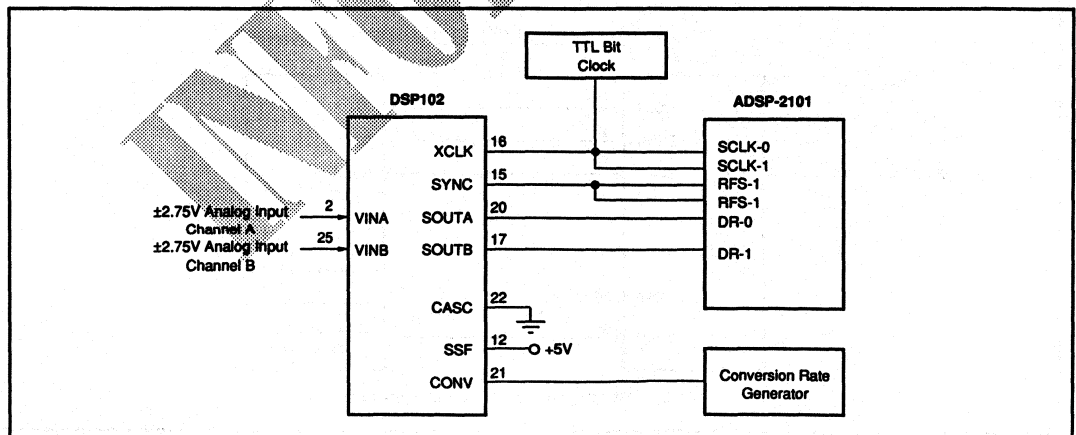 TTL Bit
Clock
DSP102
ADSP-2101
XCLK
16
SCLK-0
SCLK-1
SYNC
15
RFS-1
RFS-1
±2.75V Analog Input
Channel A
2
VINA
SOUTA
20
DR-0
±2.75V Analog Input
Channel B
25
VINB
SOUTB
17
DR-1
CASC
22
SSF
12
+5V
CONV
21
Conversion Rate
Generator